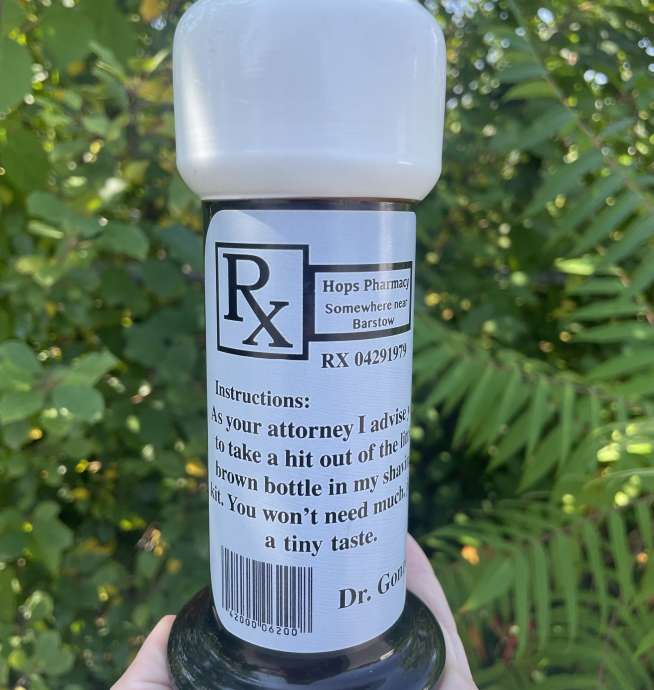 Rx
Hops Pharmacy
Somewhere near
Barstow
RX 04291979
Instructions:
As your attorney I advise
to take a hit out of the
brown bottle in my
kit. You won't need much.
a tiny taste.
Dr.
42000 06200